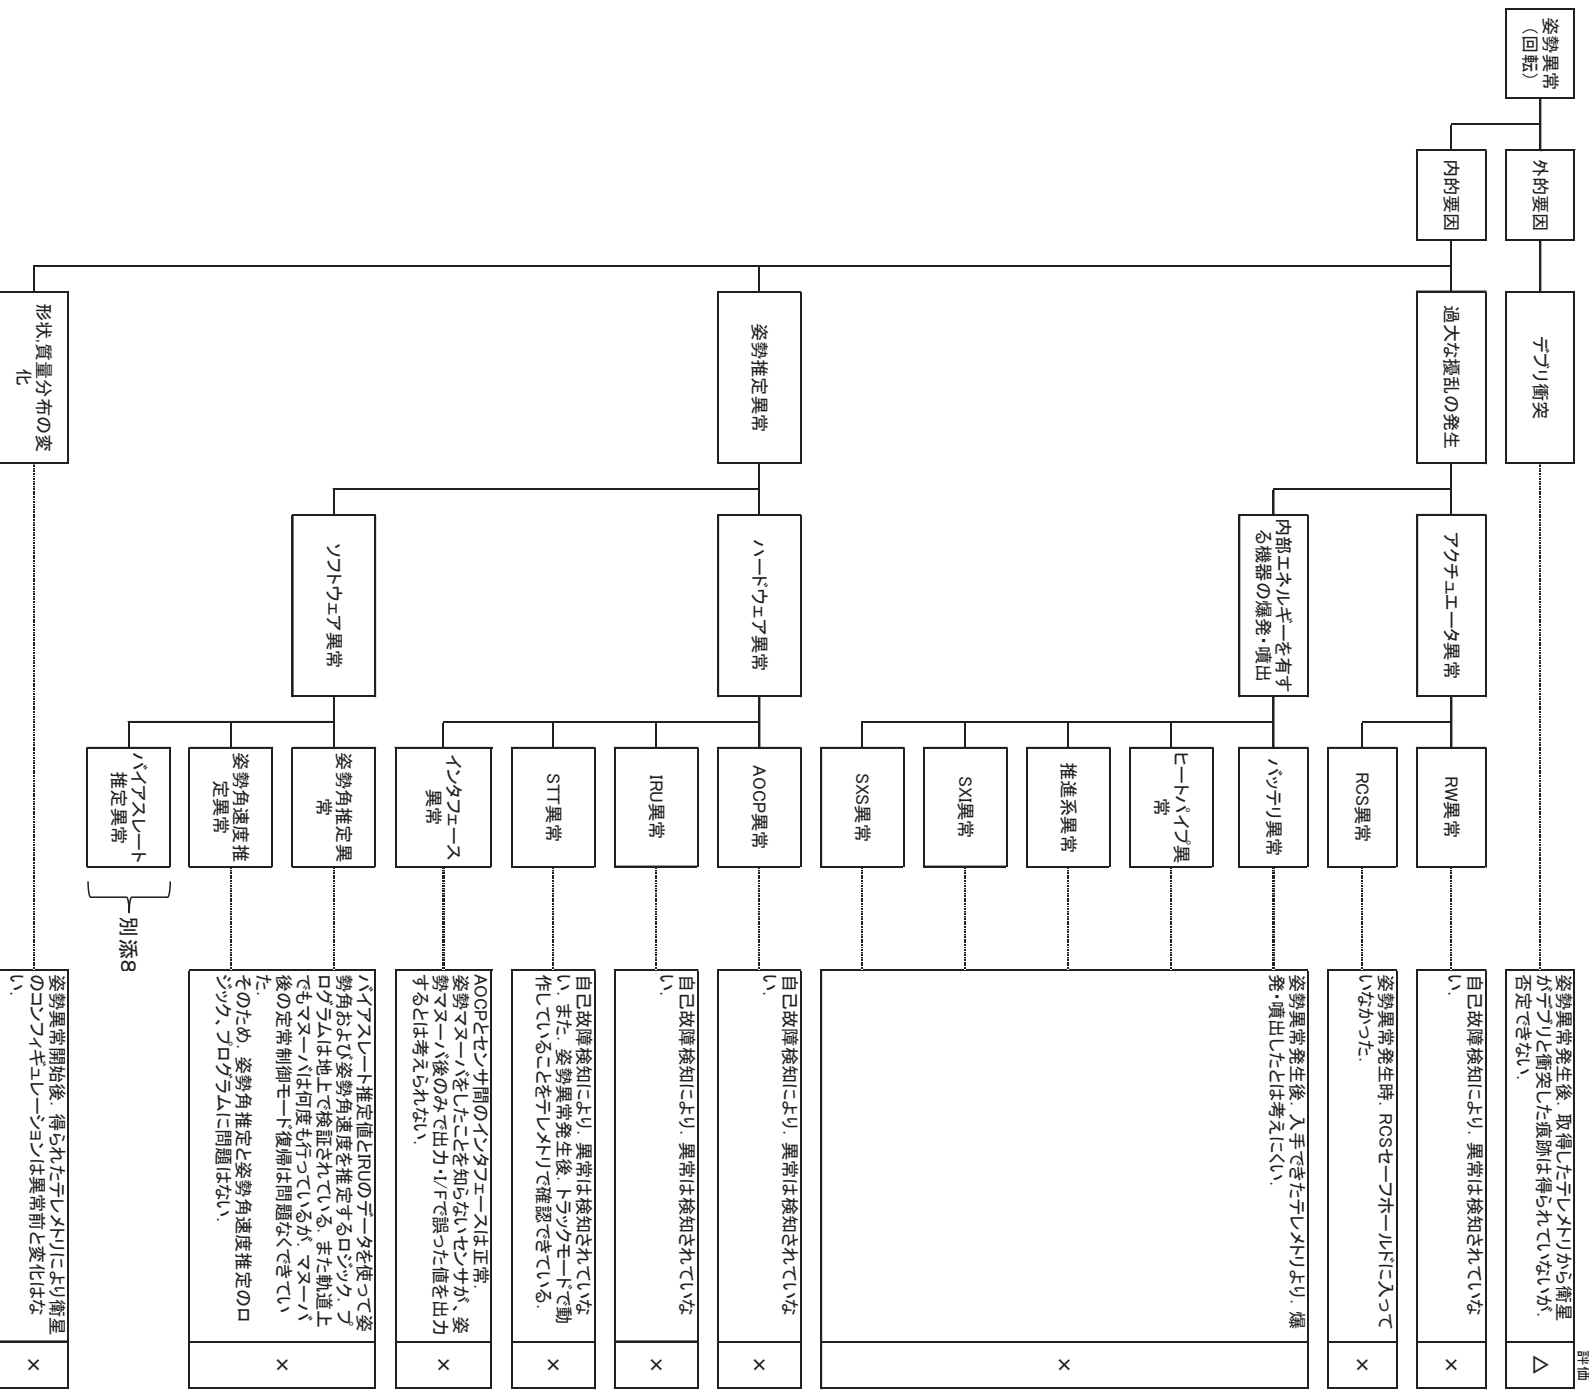 評価
姿勢異常
（回転）
外的要因
デブリ衝突
姿勢異常発生後，取得したテレメトリから衛星
がデブリと衝突した痕跡は得られていないが，
否定できない．
△
内的要因
過大な擾乱の発生
アクチュエータ異常
RW異常
自己故障検知により，異常は検知されていな
い．
×
RCS異常
姿勢異常発生時，RCSセーフホールドに入って
いなかった．
×
内部エネルギーを有す
る機器の爆発・噴出
バッテリ異常
ヒートパイプ異
常
推進系異常
SXI異常
SXS異常
姿勢異常発生後，入手できたテレメトリより，爆
発・噴出したとは考えにくい．
×
姿勢推定異常
ハードウェア異常
AOCP異常
自己故障検知により，異常は検知されていな
い．
×
IRU異常
自己故障検知により，異常は検知されていな
い．
×
STT異常
自己故障検知により，異常は検知されていな
い．また，姿勢異常発生後，トラックモードで動
作していることをテレメトリで確認できている．
×
インタフェース
異常
AOCPとセンサ間のインタフェースは正常．
姿勢マヌーバをしたことを知らないセンサが、姿
勢マヌーバ後のみで出力・I/Fで誤った値を出力
するとは考えられない．
×
ソフトウェア異常
姿勢角推定異
常
姿勢角速度推
定異常
バイアスレート推定値とIRUのデータを使って姿
勢角および姿勢角速度を推定するロジック，プ
ログラムは地上で検証されている．また軌道上
でもマヌーバは何度も行っているが，マヌーバ
後の定常制御モード復帰は問題なくできてい
た．
そのため，姿勢角推定と姿勢角速度推定のロ
ジック、プログラムに問題はない．
×
バイアスレート
推定異常
別添8
形状,質量分布の変
化
姿勢異常開始後，得られたテレメトリにより衛星
のコンフィギュレーションは異常前と変化はな
い．
×